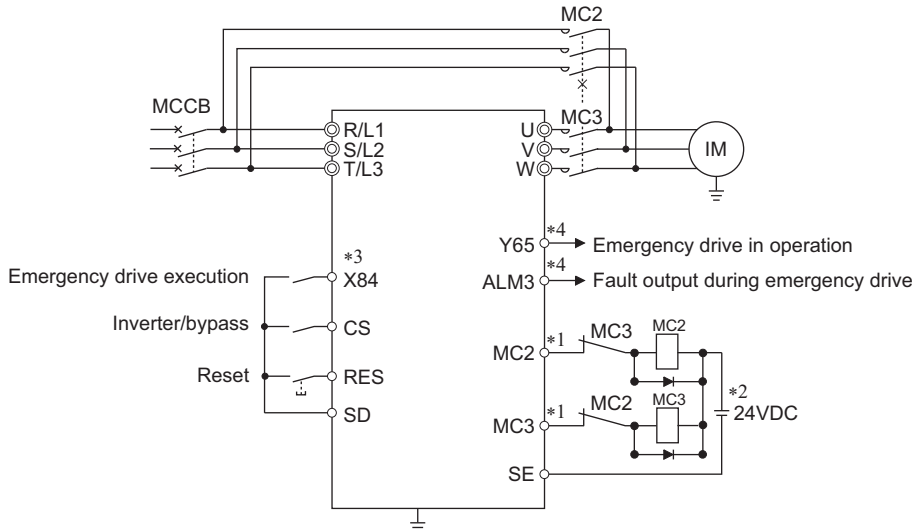 MC2
MCCB
R/L1
S/L2
T/L3
U
V
W
MC3
IM
Emergency drive execution
*3
X84
Inverter/bypass
CS
Reset
RES
SD
Y65
*4
Emergency drive in operation
ALM3
*4
Fault output during emergency drive
MC2
*1
MC3
MC2
MC3
*1
MC2
MC3
*2
24VDC
SE